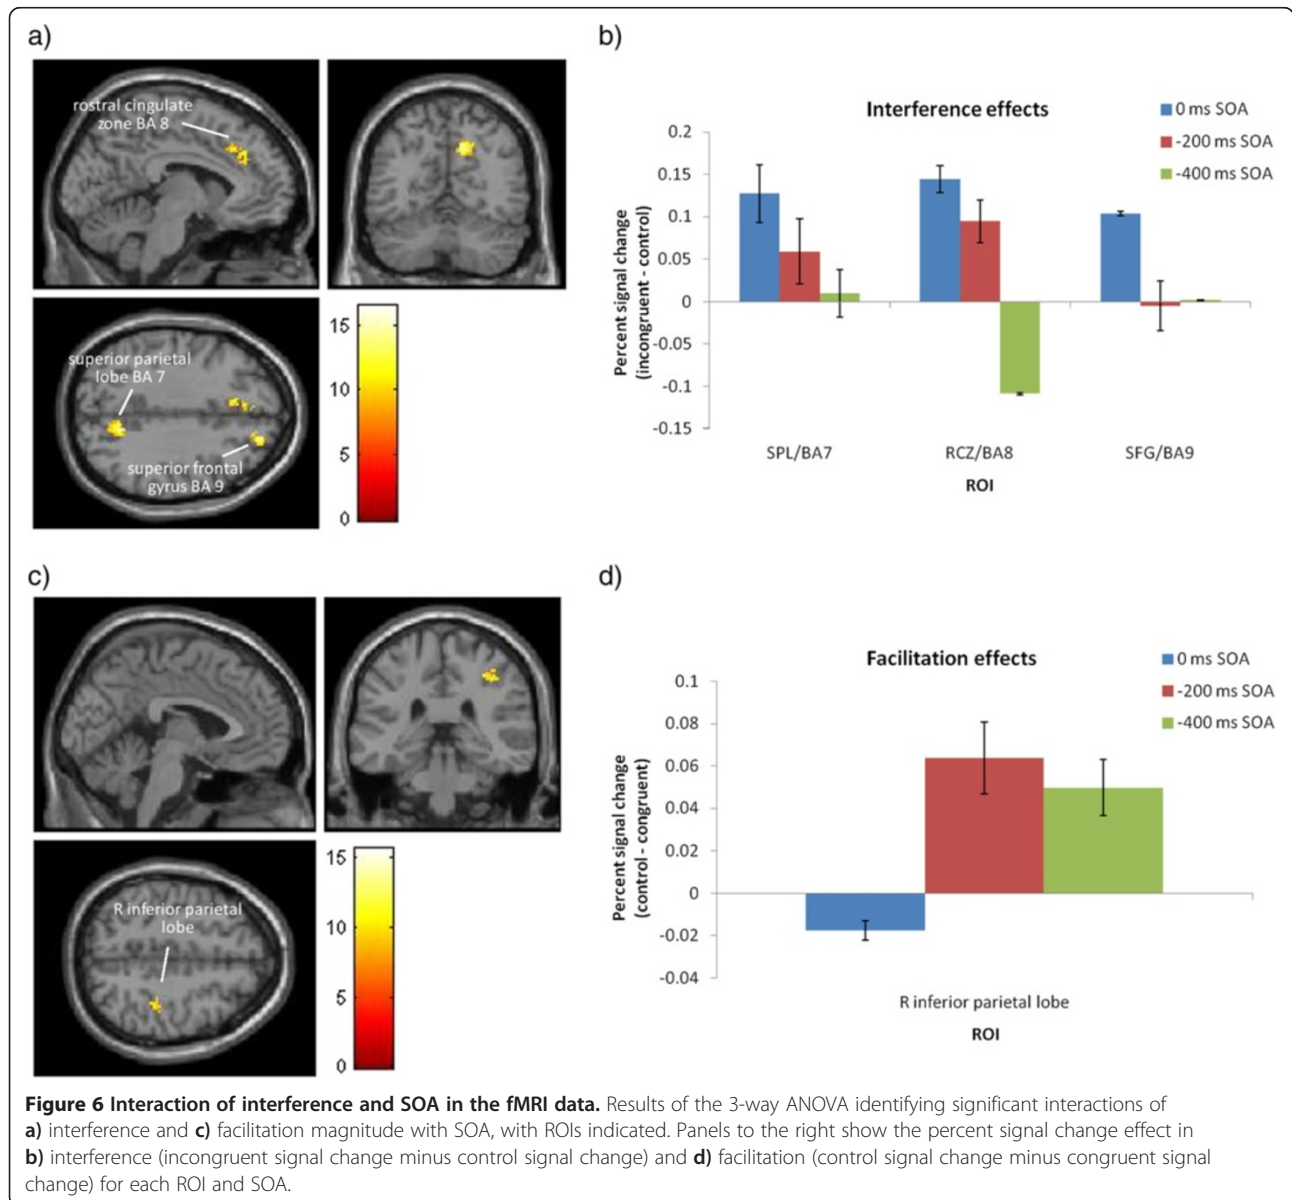 a)
rostral cingulate
zone BA 8
superior parietal
lobe BA 7
superior frontal
gyrus BA 9
15
10
5
0
b)
Interference effects
0 ms SOA
-200 ms SOA
-400 ms SOA
Percent signal change
(incongruent - control)
0.2
0.15
0.1
0.05
0
-0.05
-0.1
-0.15
SPL/BA7 RCZ/BA8 SFG/BA9
ROI
c)
R inferior parietal
lobe
15
10
5
0
d)
Facilitation effects
0 ms SOA
-200 ms SOA
-400 ms SOA
Percent signal change
(control - congruent)
0.1
0.08
0.06
0.04
0.02
0
-0.02
-0.04
R inferior parietal lobe
ROI
Figure 6 Interaction of interference and SOA in the fMRI data. Results of the 3-way ANOVA identifying significant interactions of
a) interference and c) facilitation magnitude with SOA, with ROIs indicated. Panels to the right show the percent signal change effect in
b) interference (incongruent signal change minus control signal change) and d) facilitation (control signal change minus congruent signal
change) for each ROI and SOA.